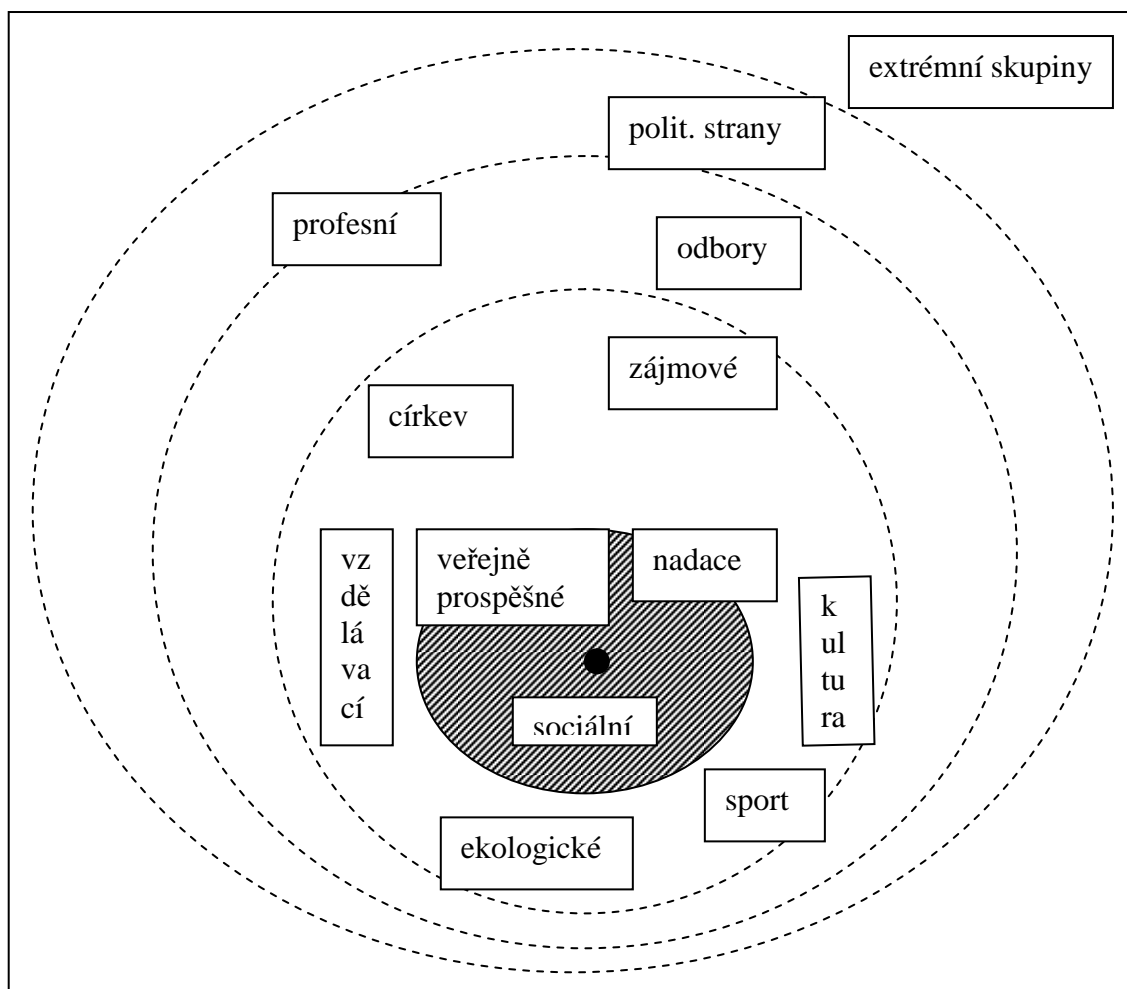 extrémní skupiny
polit. strany
profesní
odbory
zájmové
církev
vz
dě
lá
va
cí
veřejně
prospěšné
nadace
k
ul
tu
ra
sociální
sport
ekologické